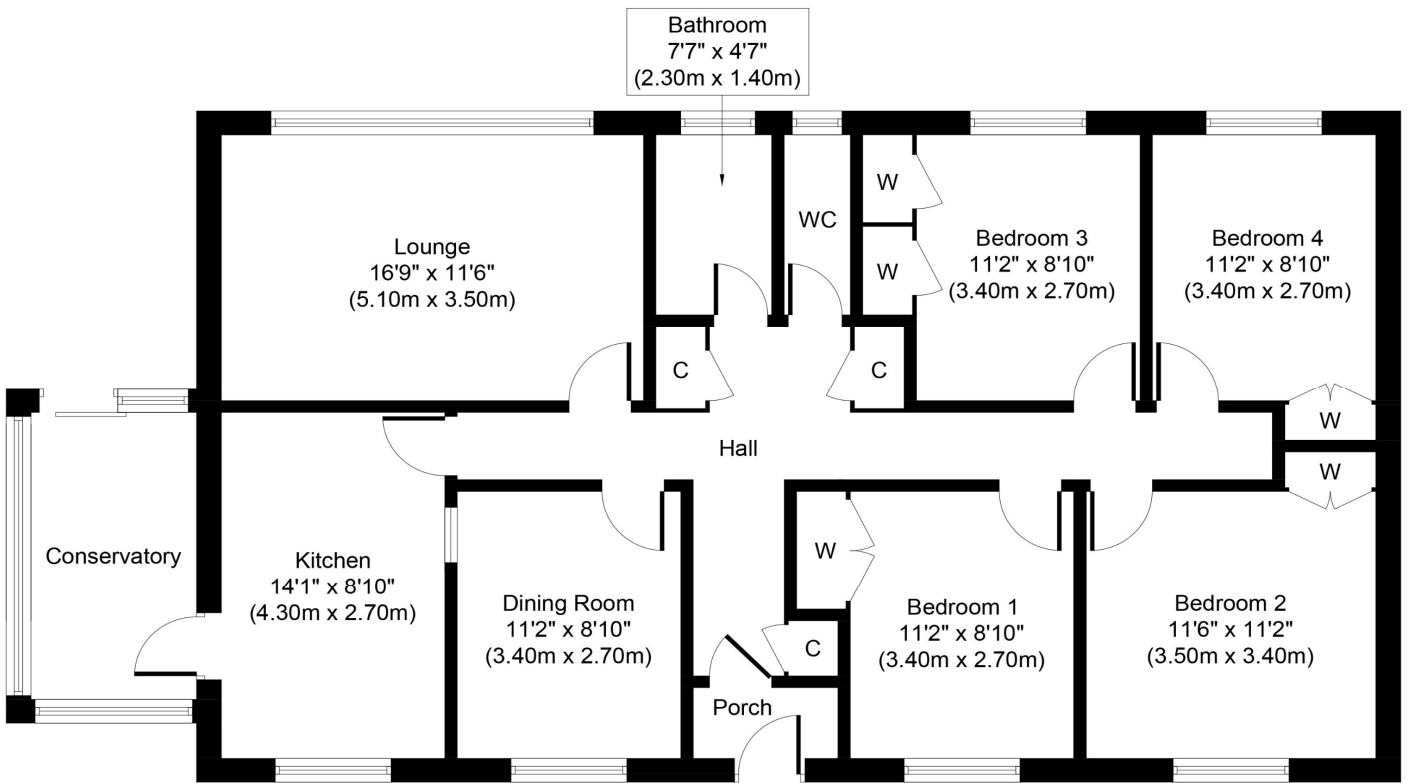 Bathroom
7'7" x 4'7"
(2.30m x 1.40m)
Lounge
16'9" x 11'6"
(5.10m x 3.50m)
WC
W
W
Bedroom 3
11'2" x 8'10"
(3.40m x 2.70m)
Bedroom 4
11'2" x 8'10"
(3.40m x 2.70m)
C
C
W
Hall
W
Conservatory
Kitchen
14'1" x 8'10"
(4.30m x 2.70m)
Dining Room
11'2" x 8'10"
(3.40m x 2.70m)
W
C
Bedroom 1
11'2" x 8'10"
(3.40m x 2.70m)
Bedroom 2
11'6" x 11'2"
(3.50m x 3.40m)
Porch